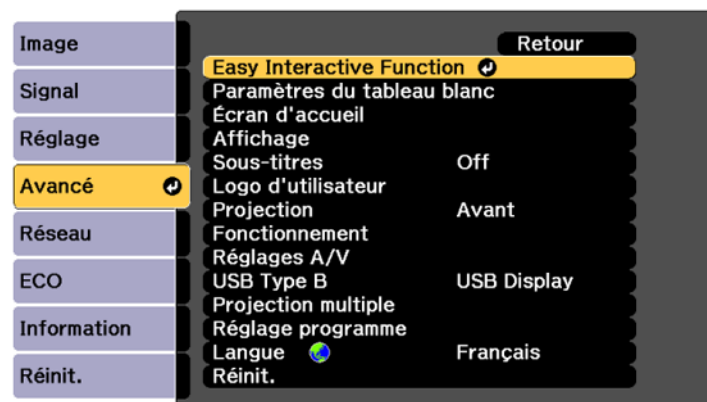 Image
Signal
Réglage
Avancé
Réseau
ECO
Information
Réinit.
Retour
Easy Interactive Function
Paramètres du tableau blanc
Écran d'accueil
Affichage
Sous-titres Off
Logo d'utilisateur
Projection Avant
Fonctionnement
Réglages A/V
USB Type B USB Display
Projection multiple
Réglage programme
Langue Français
Réinit.